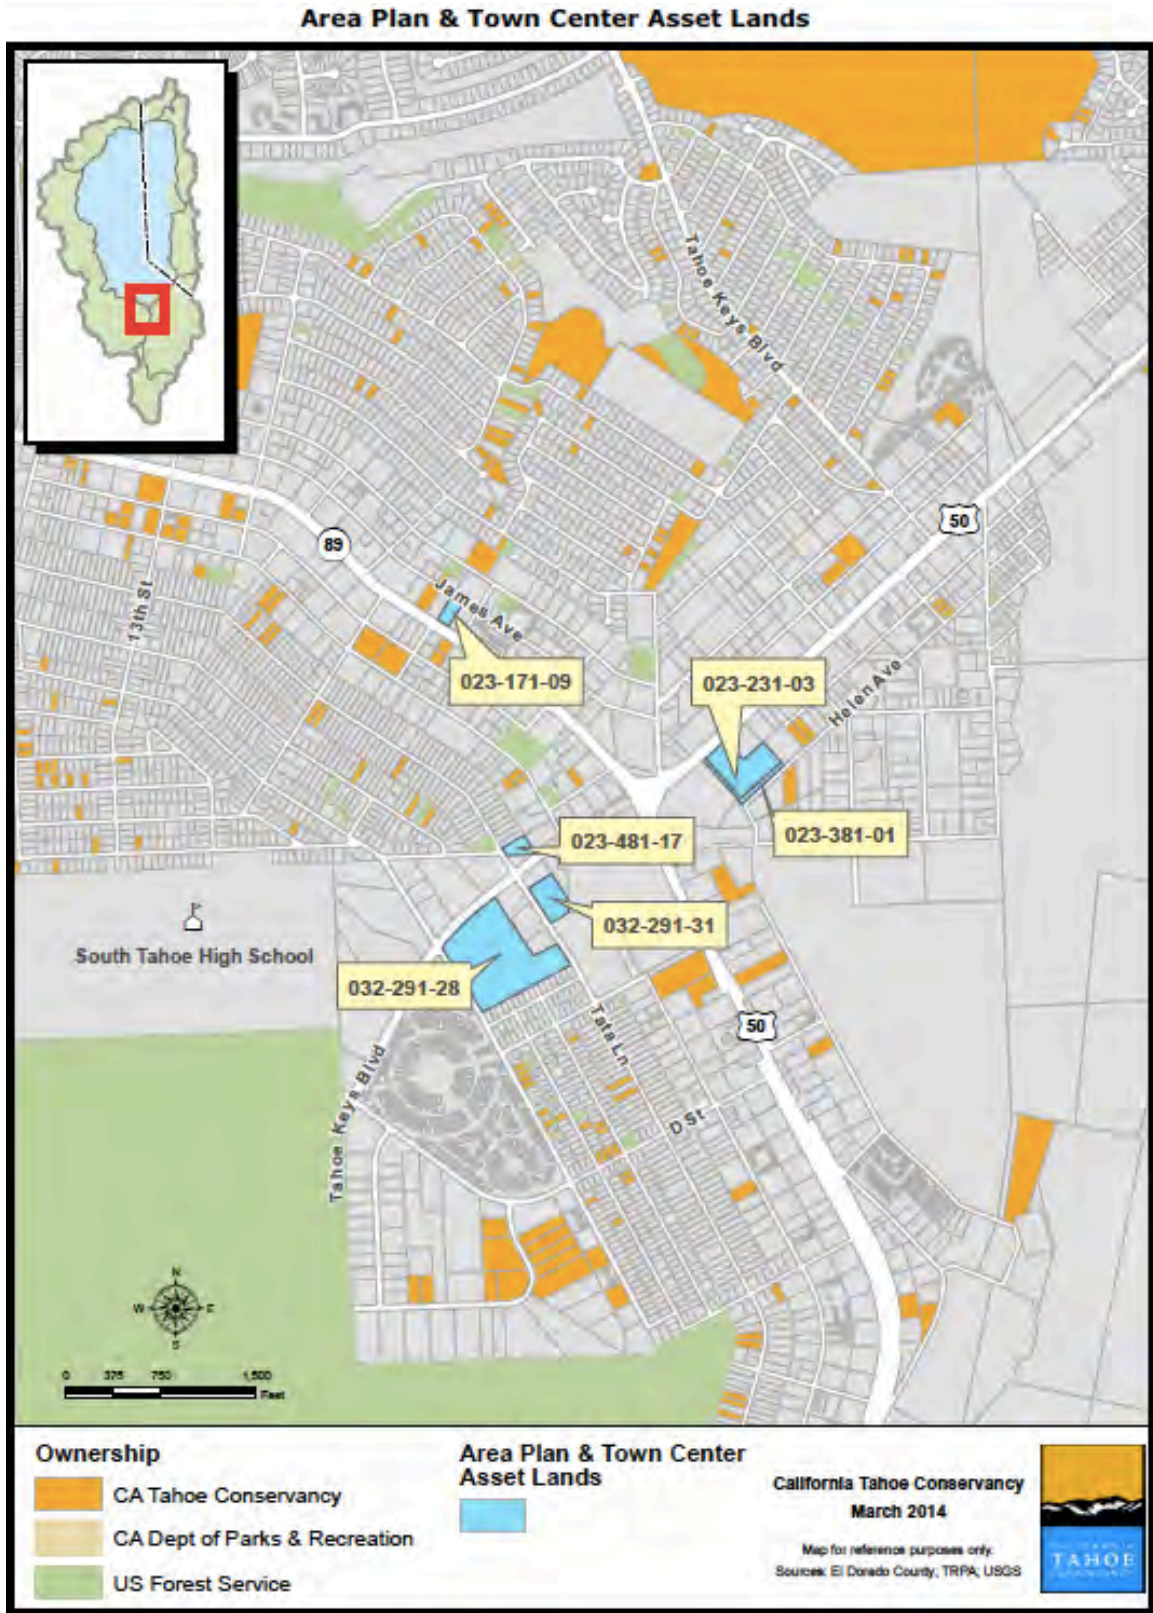 Area Plan & Town Center Asset Lands
Tahoe Keys Blvd
50
89
13th St
James Ave
023-171-09
023-231-03
Helen Ave
023-481-17
023-381-01
South Tahoe High School
032-291-31
032-291-28
Tata Ln
50
Tahoe Keys Blvd
D St
N
W E
S
0 375 750 1,500
Feet
Ownership
CA Tahoe Conservancy
CA Dept of Parks & Recreation
US Forest Service
Area Plan & Town Center
Asset Lands
California Tahoe Conservancy
March 2014
Map for reference purposes only.
Sources: El Dorado County, TRPA, USGS
TAHOE